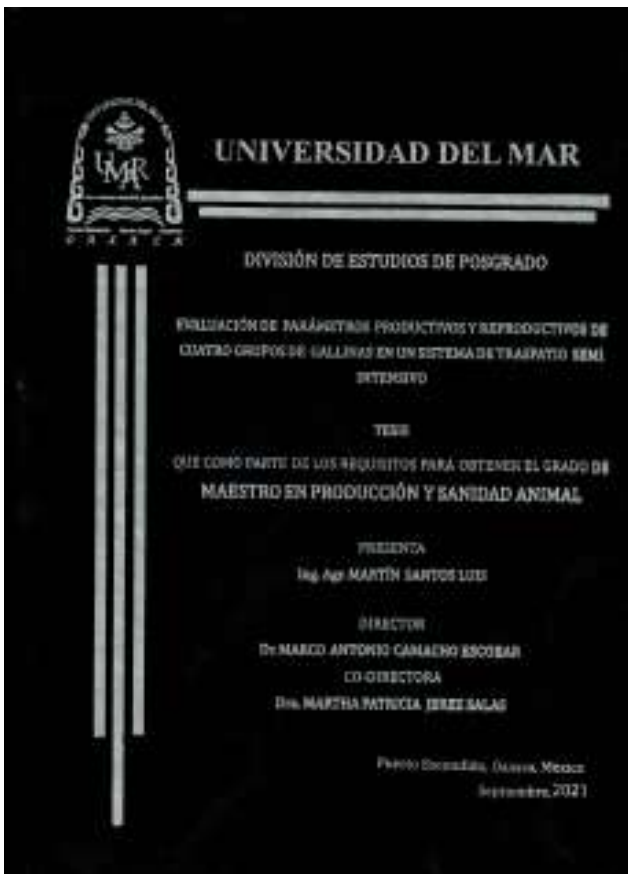 UMAR
OAXACA
UNIVERSIDAD DEL MAR
DIVISIÓN DE ESTUDIOS DE POSGRADO
EVALUACIÓN DE PARÁMETROS PRODUCTIVOS Y REPRODUCTIVOS DE
CUATRO GRUPOS DE GALLINAS EN UN SISTEMA DE TRASPATIO SEMI
INTENSIVO
TESIS
QUE COMO PARTE DE LOS REQUISITOS PARA OBTENER EL GRADO DE
MAESTRO EN PRODUCCIÓN Y SANIDAD ANIMAL
PRESENTA
Ing. Agr. MARTÍN SANTOS LUIS
DIRECTOR
Dr. MARCO ANTONIO CAMACHO ESCOBAR
CO-DIRECTORA
Dra. MARTHA PATRICIA JEREZ SALAS
Puerto Escondido, Oaxaca, Mexico
Septiembre, 2021